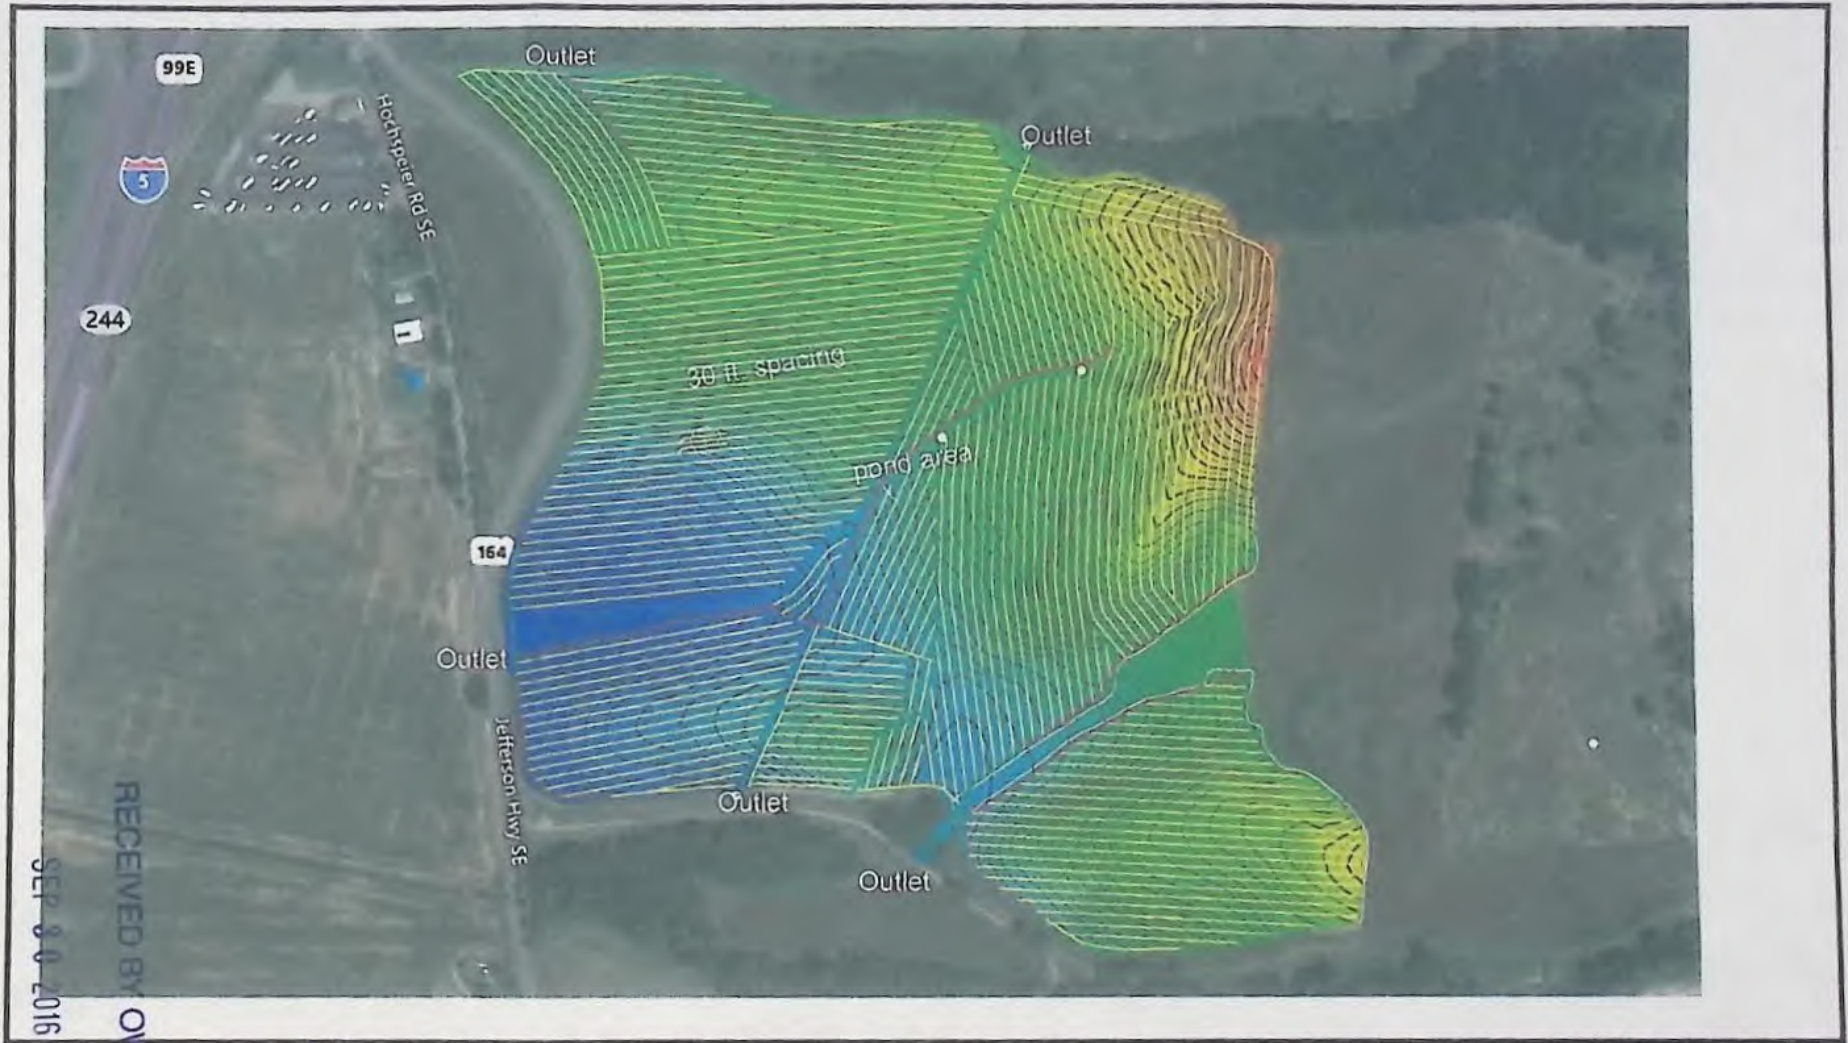 Outlet
99E
Outlet
Hochspeier Rd SE
5
244
30 ft. spacing
pond area
164
Outlet
Jefferson Hwy SE
Outlet
Outlet
RECEIVED BY
SEP 30 2016